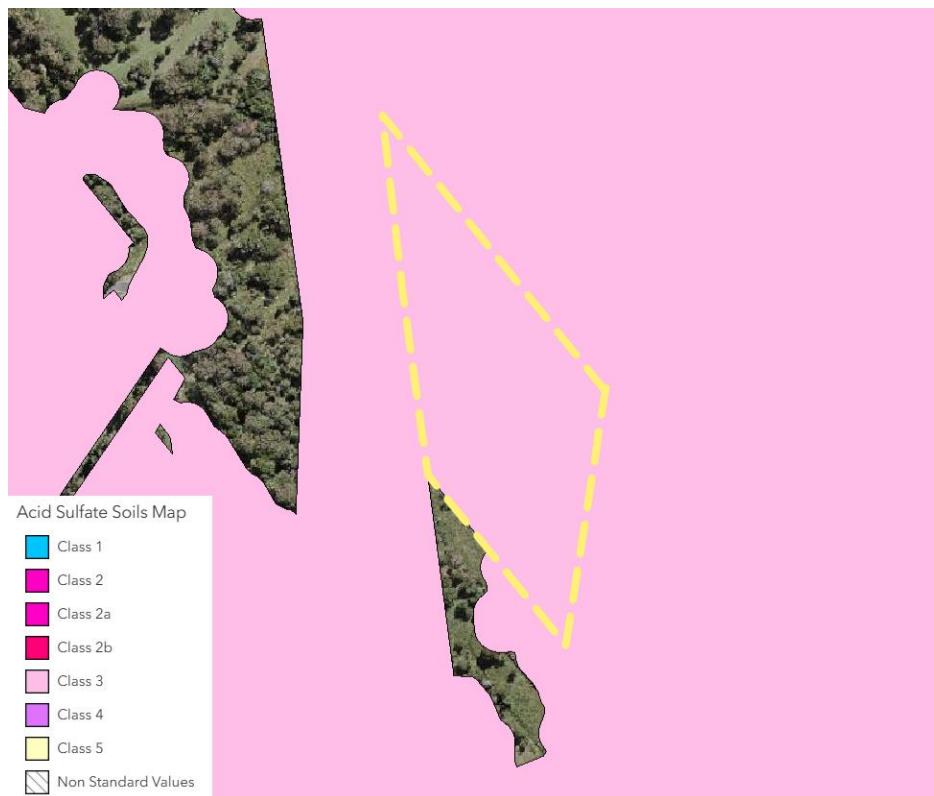 Acid Sulfate Soils Map
Class 1
Class 2
Class 2a
Class 2b
Class 3
Class 4
Class 5
Non Standard Values